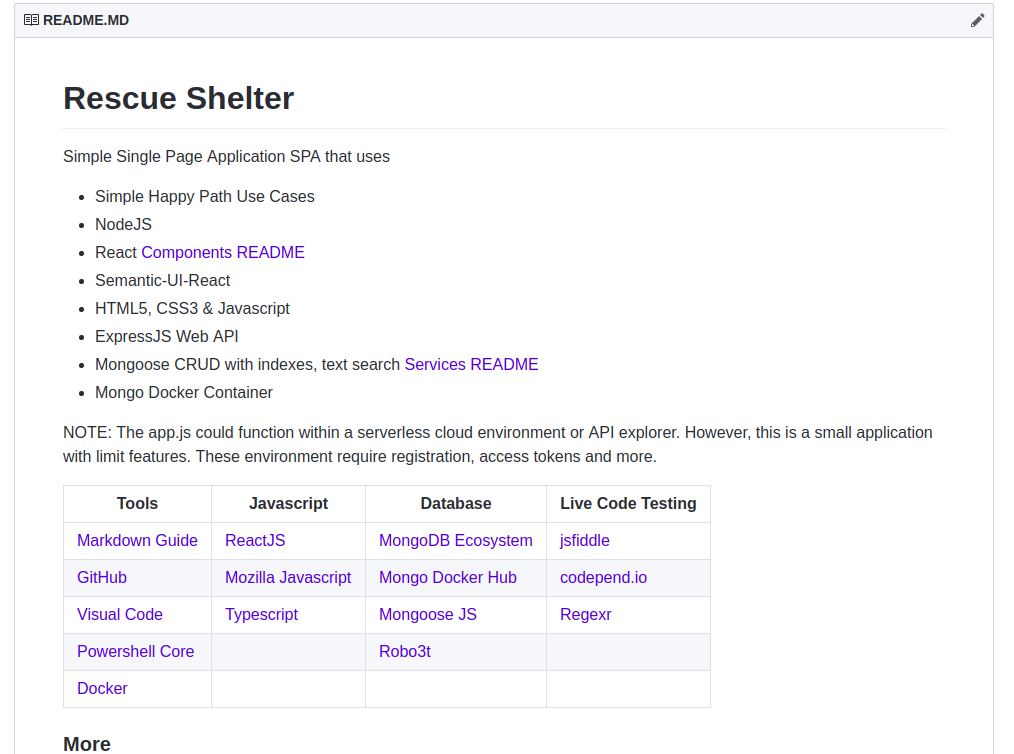 README.MD
Rescue Shelter
Simple Single Page Application SPA that uses
Simple Happy Path Use Cases
NodeJS
React Components README
Semantic-UI-React
HTML5, CSS3 & Javascript
ExpressJS Web API
Mongoose CRUD with indexes, text search Services README
Mongo Docker Container
NOTE: The app.js could function within a serverless cloud environment or API explorer. However, this is a small application
with limit features. These environment require registration, access tokens and more.
Tools Javascript Database Live Code Testing
Markdown Guide ReactJS MongoDB Ecosystem jsfiddle
GitHub Mozilla Javascript Mongo Docker Hub codepend.io
Visual Code Typescript Mongoose JS Regexr
Powershell Core Robo3t
Docker
More